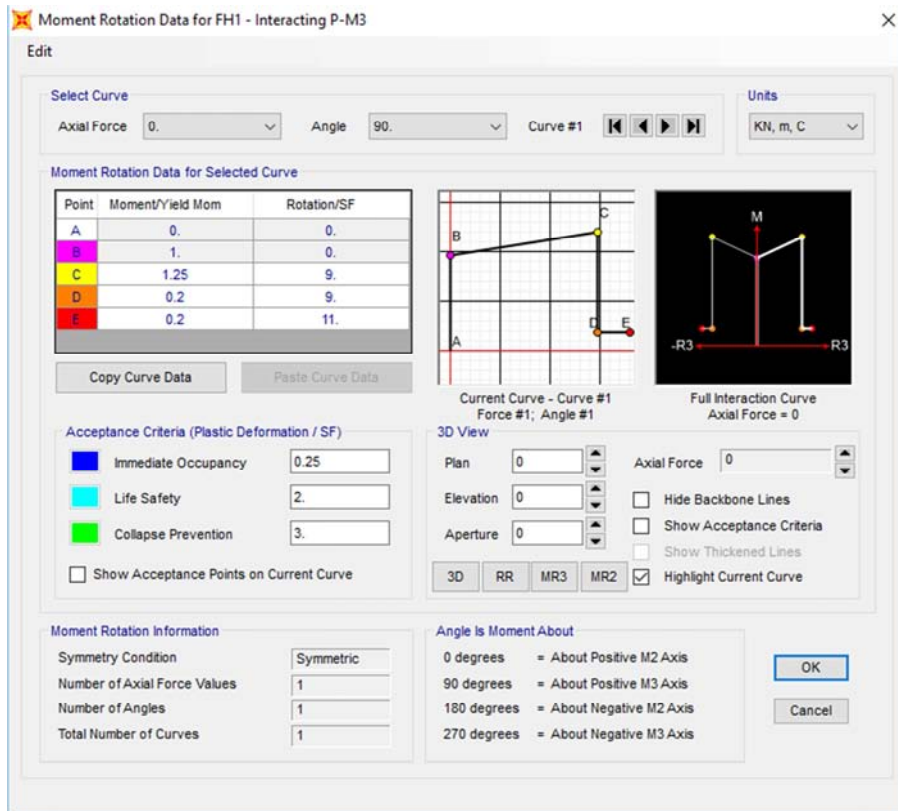 Moment Rotation Data for FH1 - Interacting P-M3
Edit
Select Curve
Axial Force 0. Angle 90. Curve #1
Units
KN, m, C
Moment Rotation Data for Selected Curve
Point Moment/Yield Mom Rotation/SF
A 0. 0.
B 1. 0.
C 1.25 9.
D 0.2 9.
E 0.2 11.
Copy Curve Data Paste Curve Data
A
B
C
D
E
Current Curve - Curve #1
Force #1; Angle #1
M
-R3
R3
Full Interaction Curve
Axial Force = 0
Acceptance Criteria (Plastic Deformation / SF)
Immediate Occupancy 0.25
Life Safety 2.
Collapse Prevention 3.
Show Acceptance Points on Current Curve
3D View
Plan 0
Elevation 0
Aperture 0
3D RR MR3 MR2
Axial Force 0
Hide Backbone Lines
Show Acceptance Criteria
Show Thickened Lines
Highlight Current Curve
Moment Rotation Information
Symmetry Condition Symmetric
Number of Axial Force Values 1
Number of Angles 1
Total Number of Curves 1
Angle Is Moment About
0 degrees = About Positive M2 Axis
90 degrees = About Positive M3 Axis
180 degrees = About Negative M2 Axis
270 degrees = About Negative M3 Axis
OK
Cancel